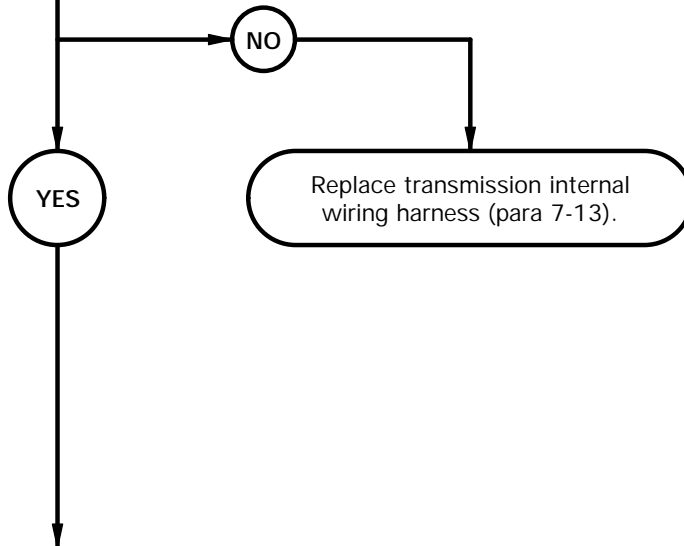 NO
YES
Replace transmission internal
wiring harness (para 7-13).